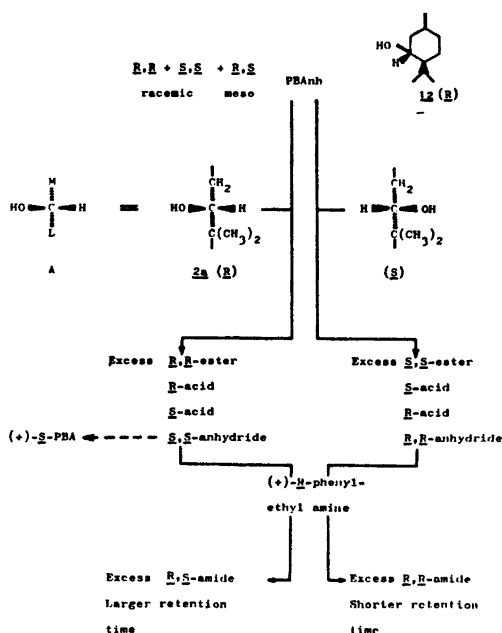 R,R + S,S + R,S
racemic meso
PBAnh
HO
H
12 (R)
M
HO C H
L
A
CH2
HO C H
C(CH3)2
2a (R)
CH2
H C OH
C(CH3)2
(S)
Excess R,R-ester
R-acid
S-acid
S,S-anhydride
(+)-S-PBA
Excess S,S-ester
S-acid
R-acid
R,R-anhydride
(+)-R-phenyl-
ethyl amine
Excess R,S-amide
Larger retention
time
Excess R,R-amide
Shorter retention
time